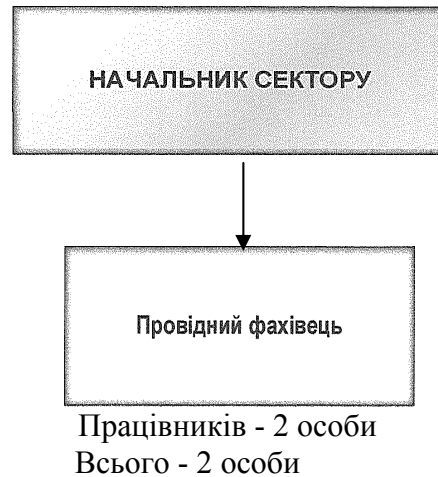 НАЧАЛЬНИК СЕКТОРУ
Провідний фахівець
Працівників - 2 особи
Всього - 2 особи